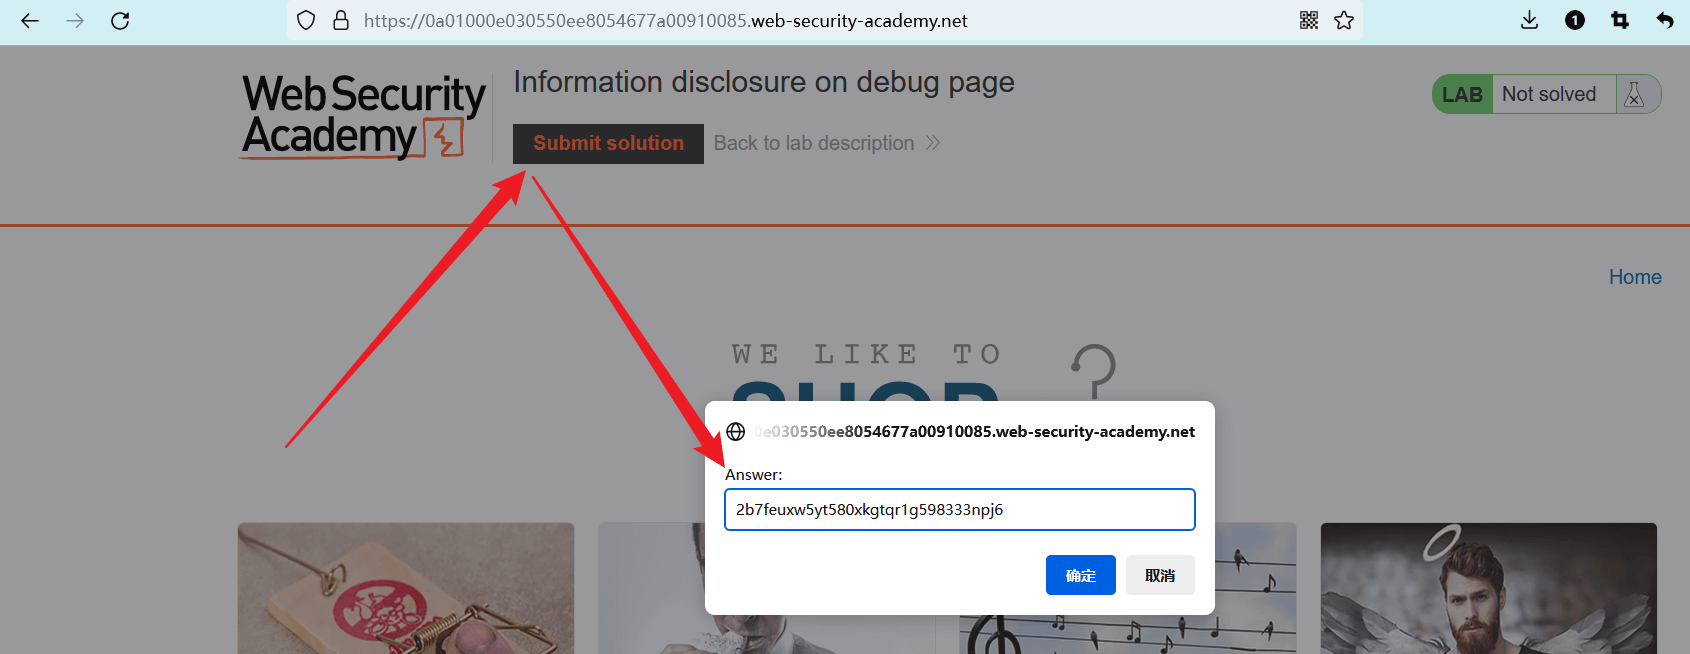 https://0a01000e030550ee8054677a00910085.web-security-academy.net
1
Web Security
Academy
Information disclosure on debug page
Submit solution
Back to lab description
LAB
Not solved
Home
WE LIKE TO
SHOP
0e030550ee8054677a00910085.web-security-academy.net
Answer:
2b7feuxw5yt580xkgtqr1g598333npj6
确定
取消